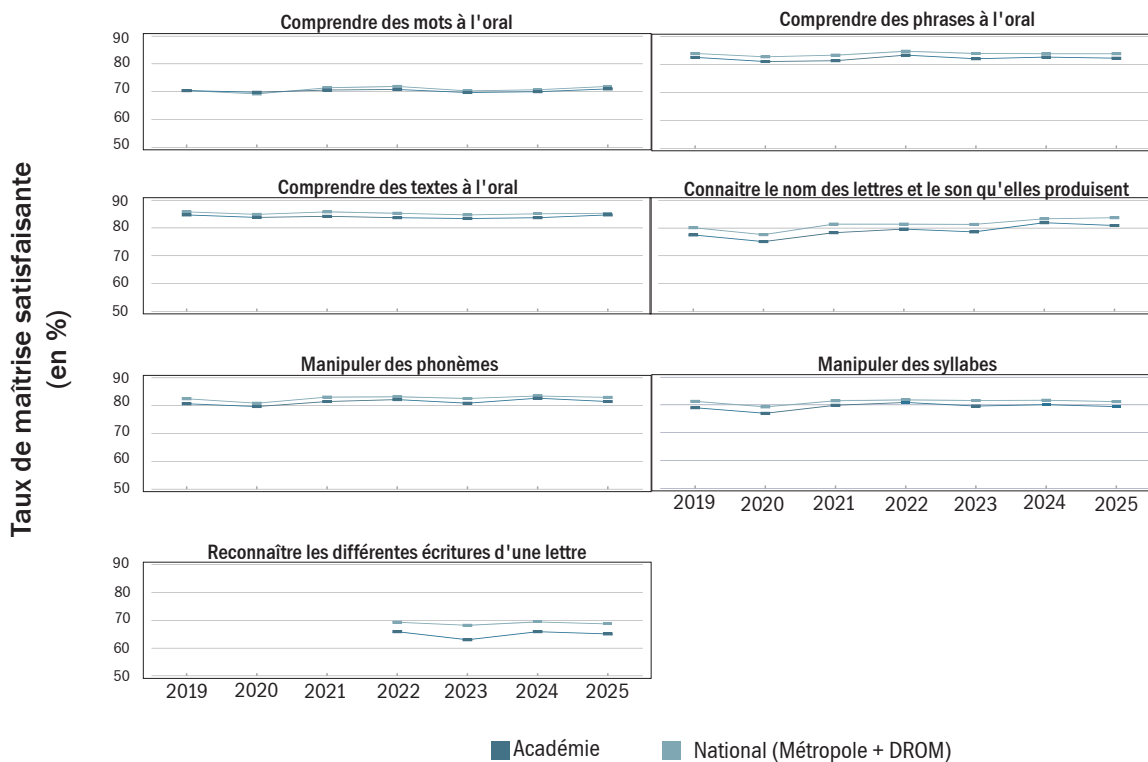 Taux de maîtrise satisfaisante
(en %)
Comprendre des mots à l'oral
90
80
70
60
50
Comprendre des phrases à l'oral
Comprendre des textes à l'oral
90
80
70
60
50
Connaitre le nom des lettres et le son qu'elles produisent
Manipuler des phonèmes
90
80
70
60
50
Manipuler des syllabes
2019 2020 2021 2022 2023 2024 2025
Reconnaître les différentes écritures d'une lettre
90
80
70
60
50
2019 2020 2021 2022 2023 2024 2025
Académie National (Métropole + DROM)